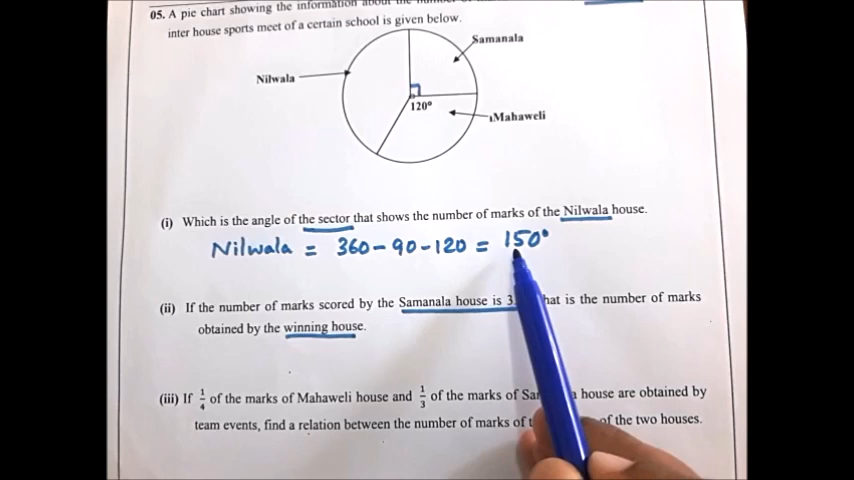 05. A pie chart showing the information about the number of
inter house sports meet of a certain school is given below.
Samanala
Nilwala
120°
Mahaweli
(i) Which is the angle of the sector that shows the number of marks of the Nilwala house.
Nilwala = 360 - 90 - 120 = 150°
(ii) If the number of marks scored by the Samanala house is 3 hat is the number of marks
obtained by the winning house.
(iii) If 1/4 of the marks of Mahaweli house and 1/3 of the marks of Sa house are obtained by
team events, find a relation between the number of marks of of the two houses.